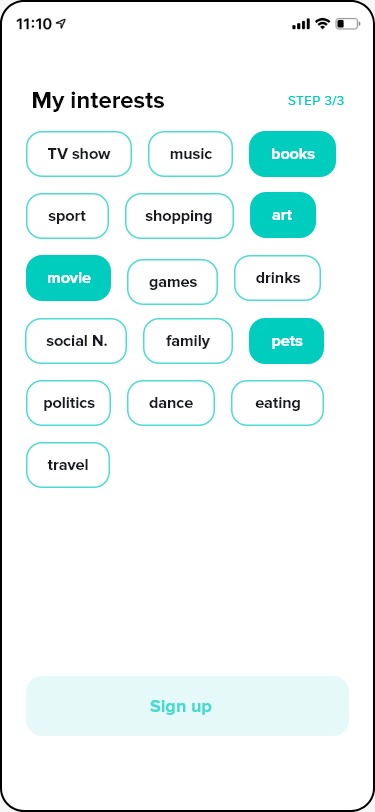 11:10
My interests STEP 3/3
TV show music books
sport shopping art
movie games drinks
social N. family pets
politics dance eating
travel
Sign up